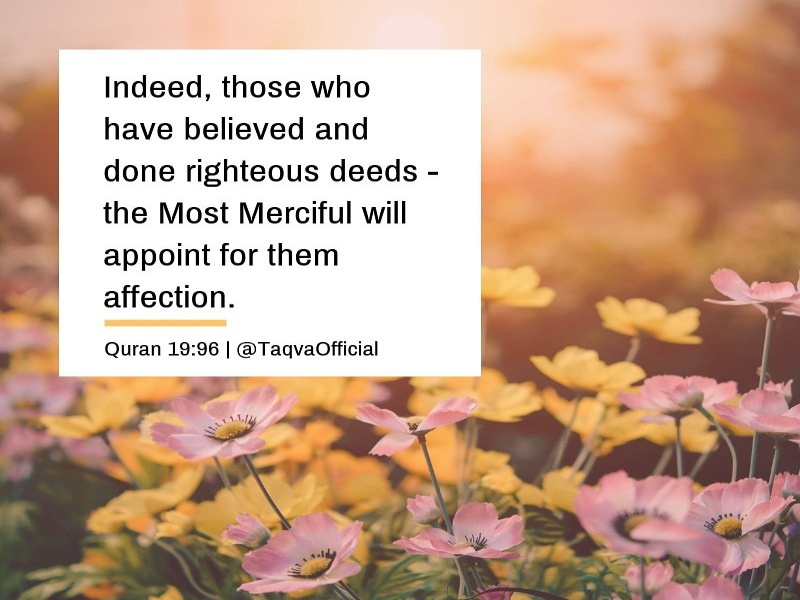 Indeed, those who
have believed and
done righteous deeds -
the Most Merciful will
appoint for them
affection.
Quran 19:96 | @TaqvaOfficial